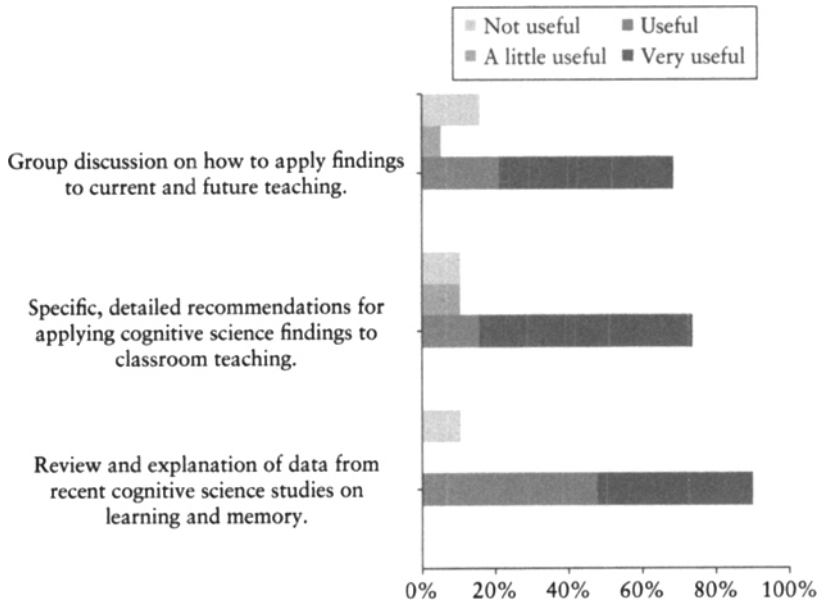 Not useful Useful
A little useful Very useful
Group discussion on how to apply findings
to current and future teaching.
Specific, detailed recommendations for
applying cognitive science findings to
classroom teaching.
Review and explanation of data from
recent cognitive science studies on
learning and memory.
0% 20% 40% 60% 80% 100%